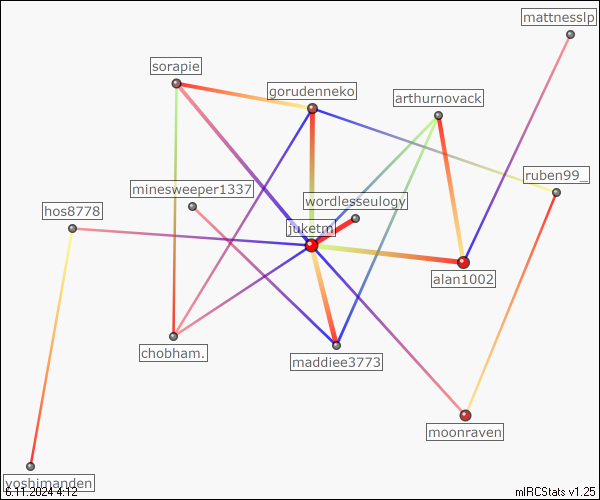 mattnesslp
sorapie
gorudenneko
arthurnovack
ruben99_
minesweeper1337
wordlesseulogy
hos8778
juketm
alan1002
chobham.
maddiee3773
moonraven
yoshimanden
6.11.2024 4:12
mIRCStats v1.25